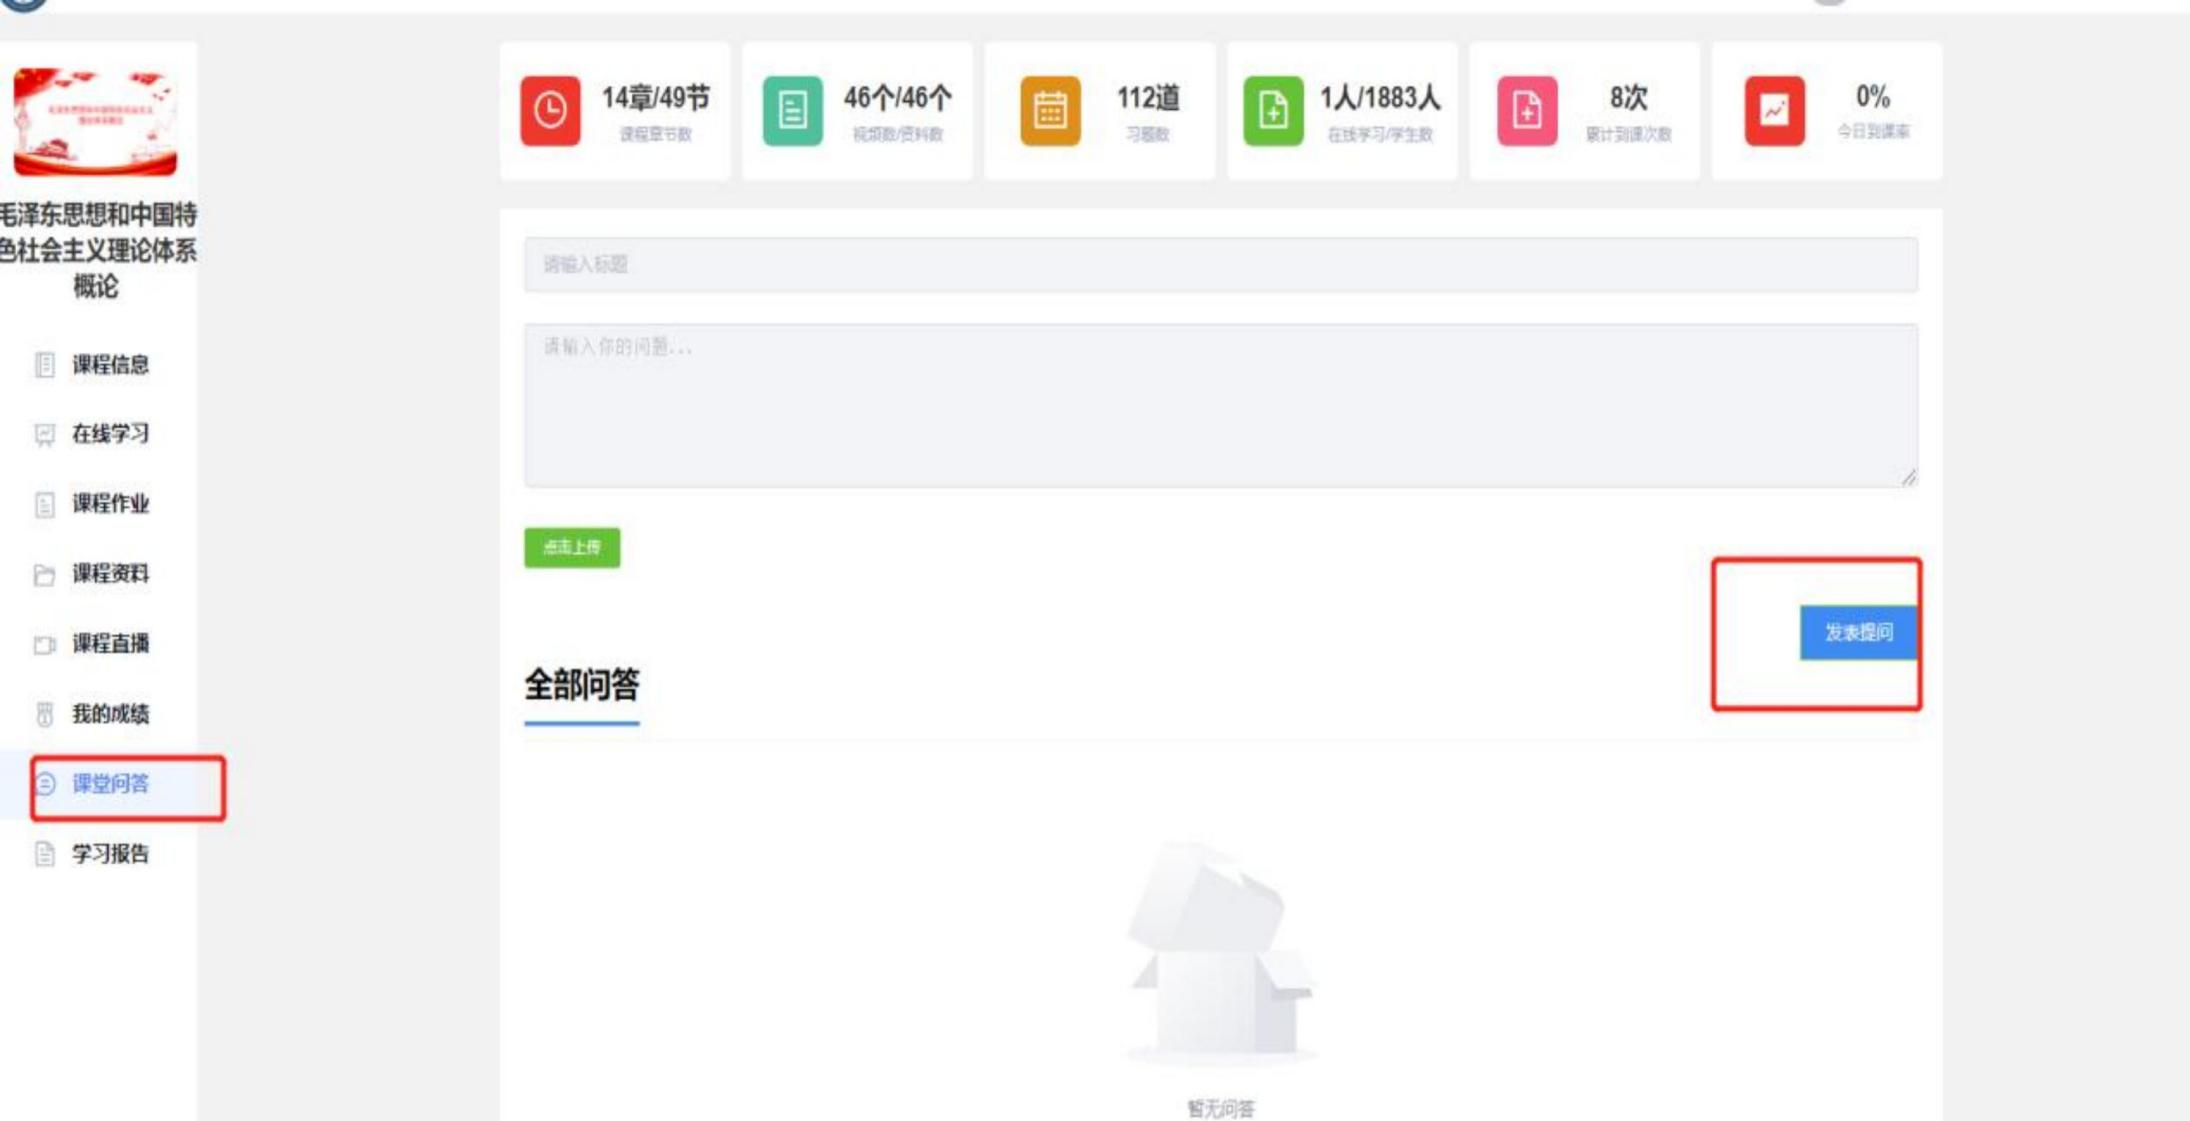 毛泽东思想和中国特
色社会主义理论体系
概论
课程信息
在线学习
课程作业
课程资料
课程直播
我的成绩
课堂问答
学习报告
14章/49节
课程章节数
46个/46个
视频数/资料数
112道
习题数
1人/1883人
在线学习/学生数
8次
累计到课次数
0%
今日到课率
请输入标题
请输入你的问题...
点击上传
发表提问
全部问答
暂无问答